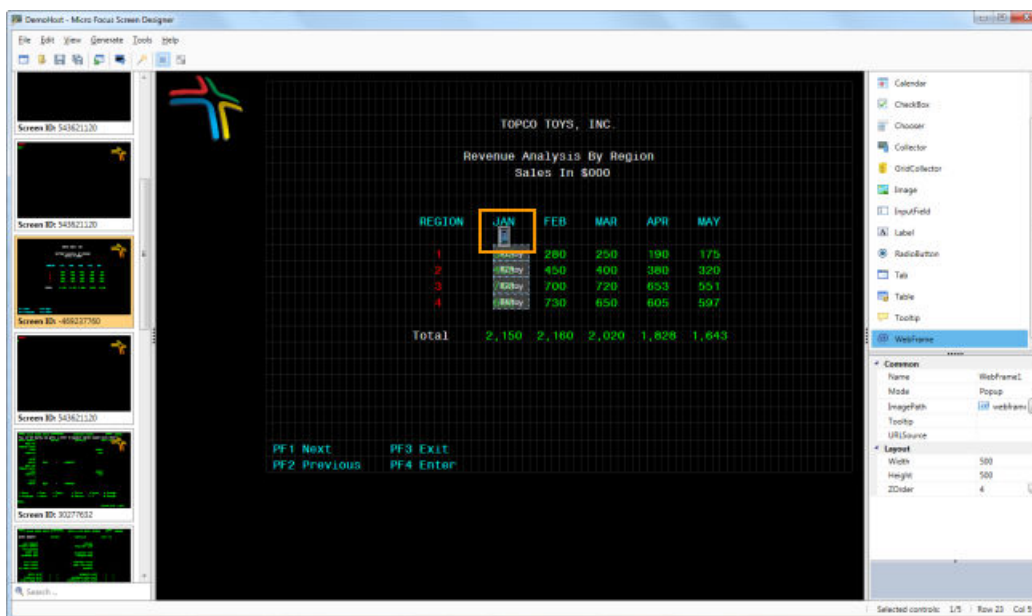 DemoHost - Micro Focus Screen Designer
File Edit View Generate Tools Help
Screen ID: 543621120
Screen ID: 543621120
Screen ID: -469237760
Screen ID: 543621120
Screen ID: 30277652
Search...
TOPCO TOYS, INC.
Revenue Analysis By Region
Sales In $000
REGION JAN FEB MAR APR MAY
1 280 250 190 175
2 450 400 380 320
3 700 720 653 551
4 730 650 605 597
Total 2,150 2,160 2,020 1,828 1,643
PF1 Next PF3 Exit
PF2 Previous PF4 Enter
Calendar
CheckBox
Chooser
Collector
GridCollector
Image
InputField
Label
RadioButton
Tab
Table
Tooltip
WebFrame
Common
Name WebFrame1
Mode Popup
ImagePath
Tooltip
URLSource
Layout
Width 500
Height 500
ZOrder 4
Selected controls: 1/5 Row 23